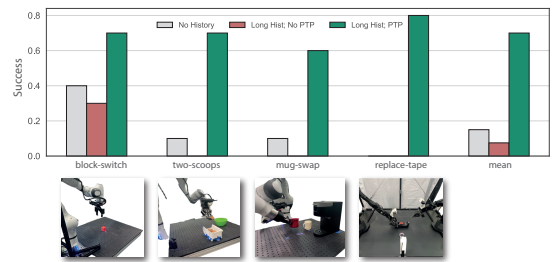 No History
Long Hist; No PTP
Long Hist; PTP
Success
0.8
0.6
0.4
0.2
0.0
block-switch
two-scoops
mug-swap
replace-tape
mean